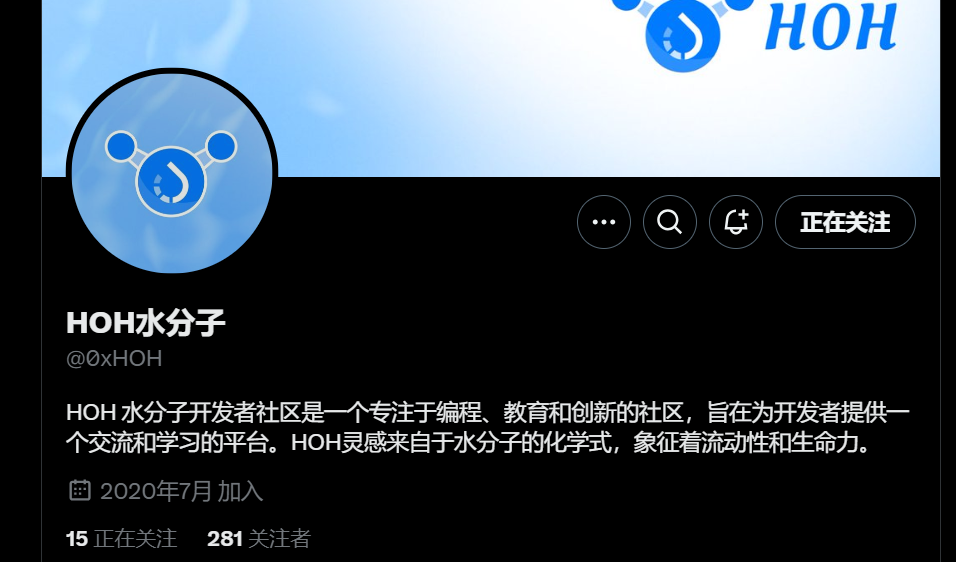 HOH
正在关注
HOH水分子
@0xHOH
HOH 水分子开发者社区是一个专注于编程、教育和创新的社区，旨在为开发者提供一
个交流和学习的平台。HOH灵感来自于水分子的化学式，象征着流动性和生命力。
2020年7月 加入
15 正在关注 281 关注者